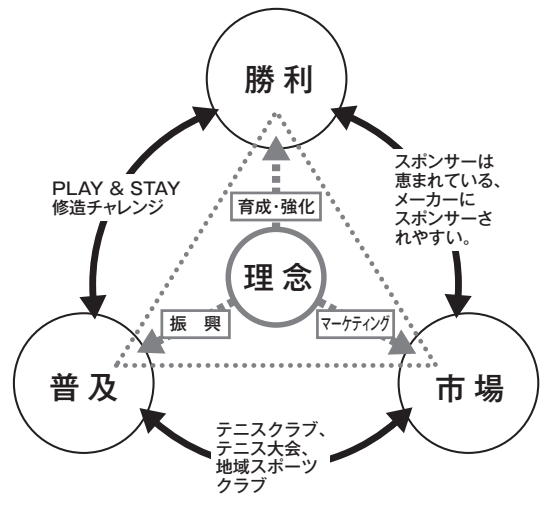 勝利
PLAY & STAY
修造チャレンジ
スポンサーは
恵まれている、
メーカーに
スポンサーさ
れやすい。
育成・強化
理念
振　興
マーケティング
普及
市場
テニスクラブ、
テニス大会、
地域スポーツ
クラブ